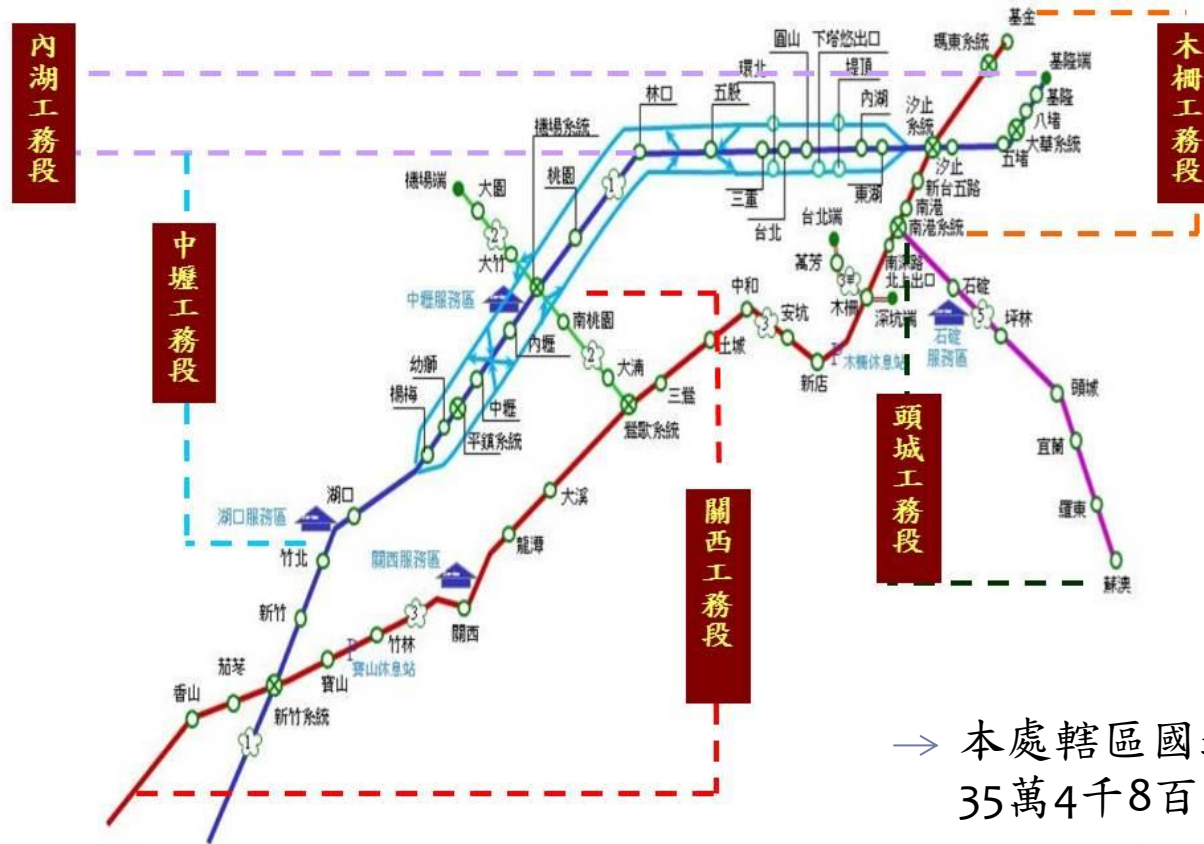 內湖工務段
中壢工務段
關西工務段
頭城工務段
木柵工務段
基金
瑪東系統
基隆端
基隆
八堵
大華系統
五堵
汐止系統
汐止
新台五路
南港
南港系統
南深路北上出口
圓山
下塔悠出口
環北
堤頂
五股
內湖
林口
三重
台北
東湖
機場系統
桃園
1
機場端
大園
2
大竹
中壢服務區
南桃園
內壢
2
大湳
幼獅
楊梅
中壢
平鎮系統
鶯歌系統
三鶯
土城
中和
3
安坑
新店
木柵休息站
台北端
萬芳
3甲
木柵
深坑端
石碇
石碇服務區
5
坪林
頭城
宜蘭
羅東
蘇澳
湖口
湖口服務區
竹北
新竹
大溪
龍潭
關西服務區
關西
3
竹林
寶山休息站
寶山
新竹系統
茄苳
香山
1
→ 本處轄區國
35萬4千8百